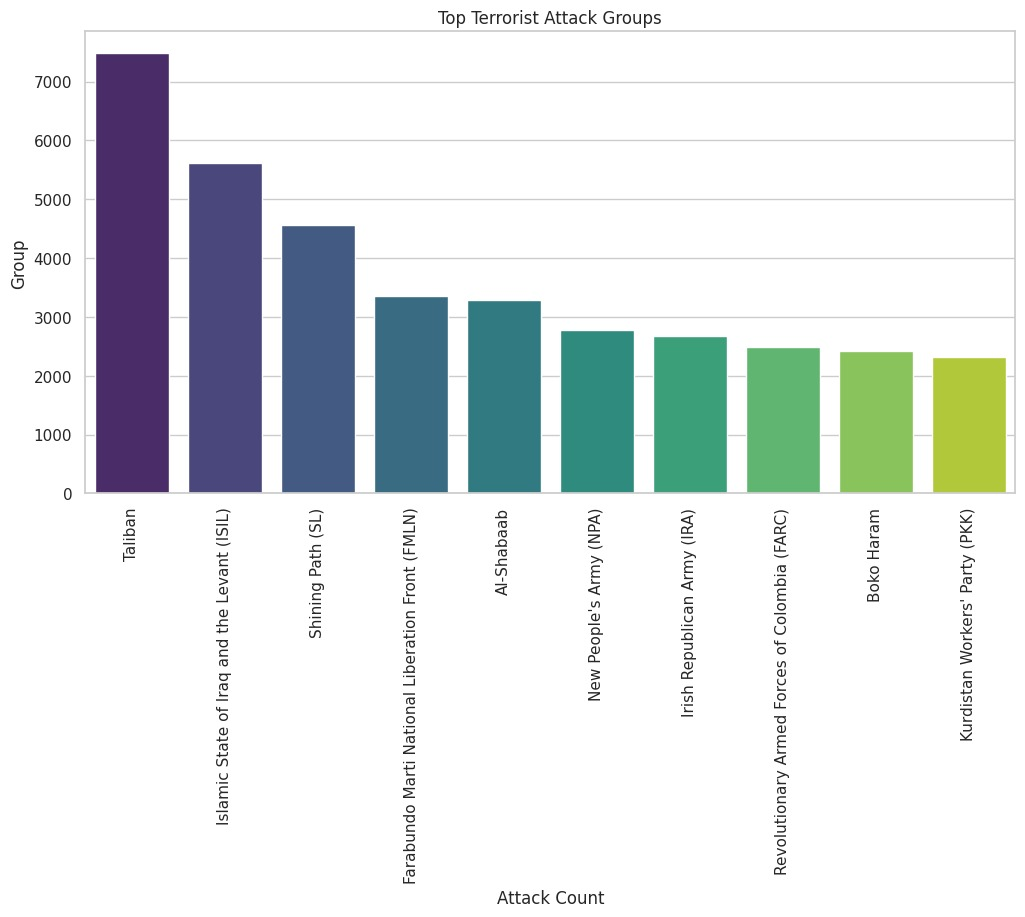 Top Terrorist Attack Groups
Group
7000
6000
5000
4000
3000
2000
1000
0
Taliban
Islamic State of Iraq and the Levant (ISIL)
Shining Path (SL)
Farabundo Marti National Liberation Front (FMLN)
Al-Shabaab
New People's Army (NPA)
Irish Republican Army (IRA)
Revolutionary Armed Forces of Colombia (FARC)
Boko Haram
Kurdistan Workers' Party (PKK)
Attack Count